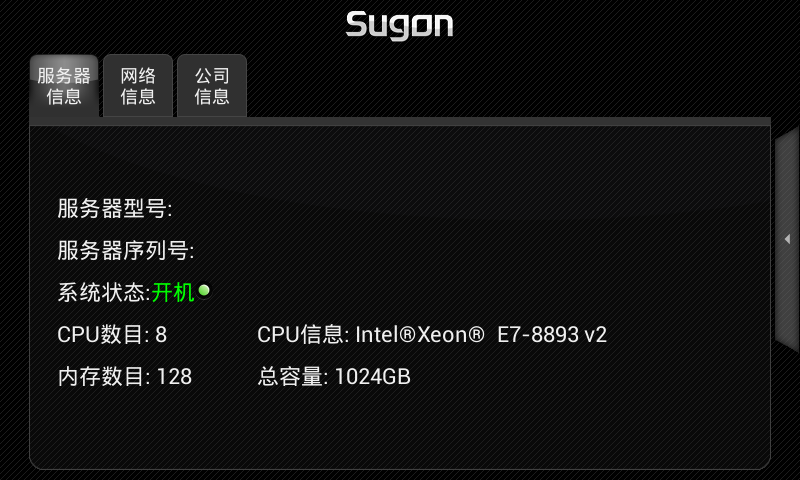 Sugon
服务器
信息
网络
信息
公司
信息
服务器型号:
服务器序列号:
系统状态:开机
CPU数目: 8 CPU信息: Intel®Xeon® E7-8893 v2
内存数目: 128 总容量: 1024GB